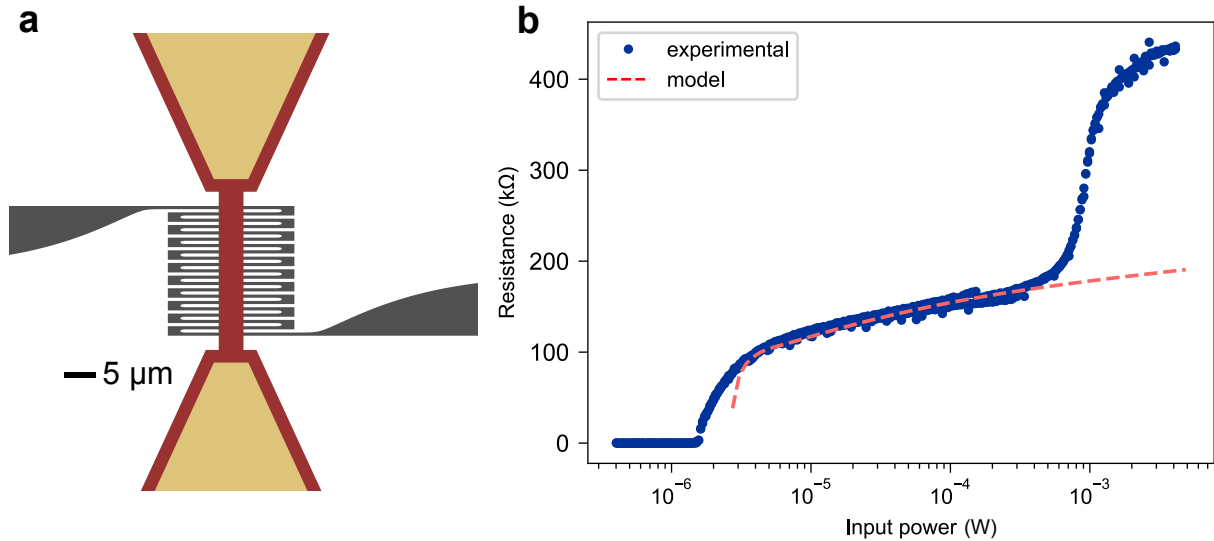 a
5 μm
b
experimental
model
Resistance (kΩ)
400
300
200
100
0
10⁻⁶
10⁻⁵
10⁻⁴
10⁻³
Input power (W)